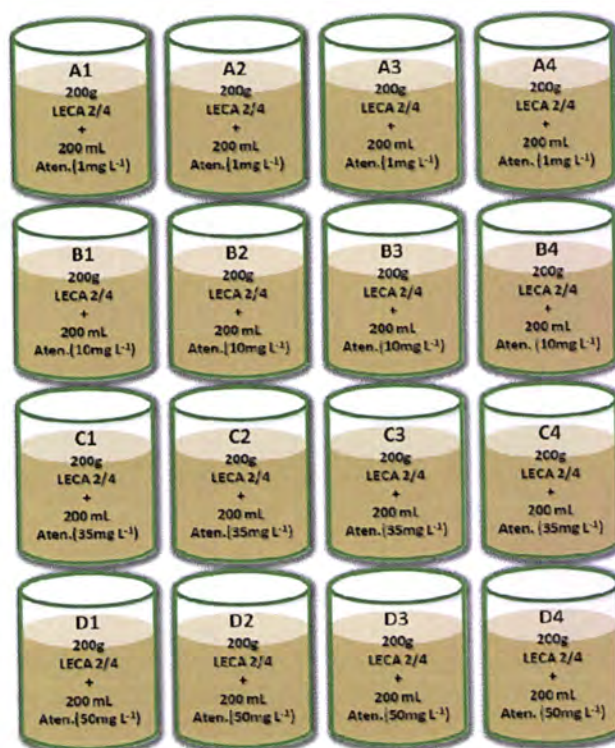 A1
200g
LECA 2/4
+
200 mL
Aten.(1mg L⁻¹)
A2
200g
LECA 2/4
+
200 mL
Aten.(1mg L⁻¹)
A3
200g
LECA 2/4
+
200 mL
Aten.(1mg L⁻¹)
A4
200g
LECA 2/4
+
200 mL
Aten.(1mg L⁻¹)
B1
200g
LECA 2/4
+
200 mL
Aten.(10mg L⁻¹)
B2
200g
LECA 2/4
+
200 mL
Aten.(10mg L⁻¹)
B3
200g
LECA 2/4
+
200 mL
Aten.(10mg L⁻¹)
B4
200g
LECA 2/4
+
200 mL
Aten. (10mg L⁻¹)
C1
200g
LECA 2/4
+
200 mL
Aten.(35mg L⁻¹)
C2
200g
LECA 2/4
+
200 mL
Aten.(35mg L⁻¹)
C3
200g
LECA 2/4
+
200 mL
Aten.(35mg L⁻¹)
C4
200g
LECA 2/4
+
200 mL
Aten. (35mg L⁻¹)
D1
200g
LECA 2/4
+
200 mL
Aten.(50mg L⁻¹)
D2
200g
LECA 2/4
+
200 mL
Aten.(50mg L⁻¹)
D3
200g
LECA 2/4
+
200 mL
Aten.(50mg L⁻¹)
D4
200g
LECA 2/4
+
200 mL
Aten. (50mg L⁻¹)